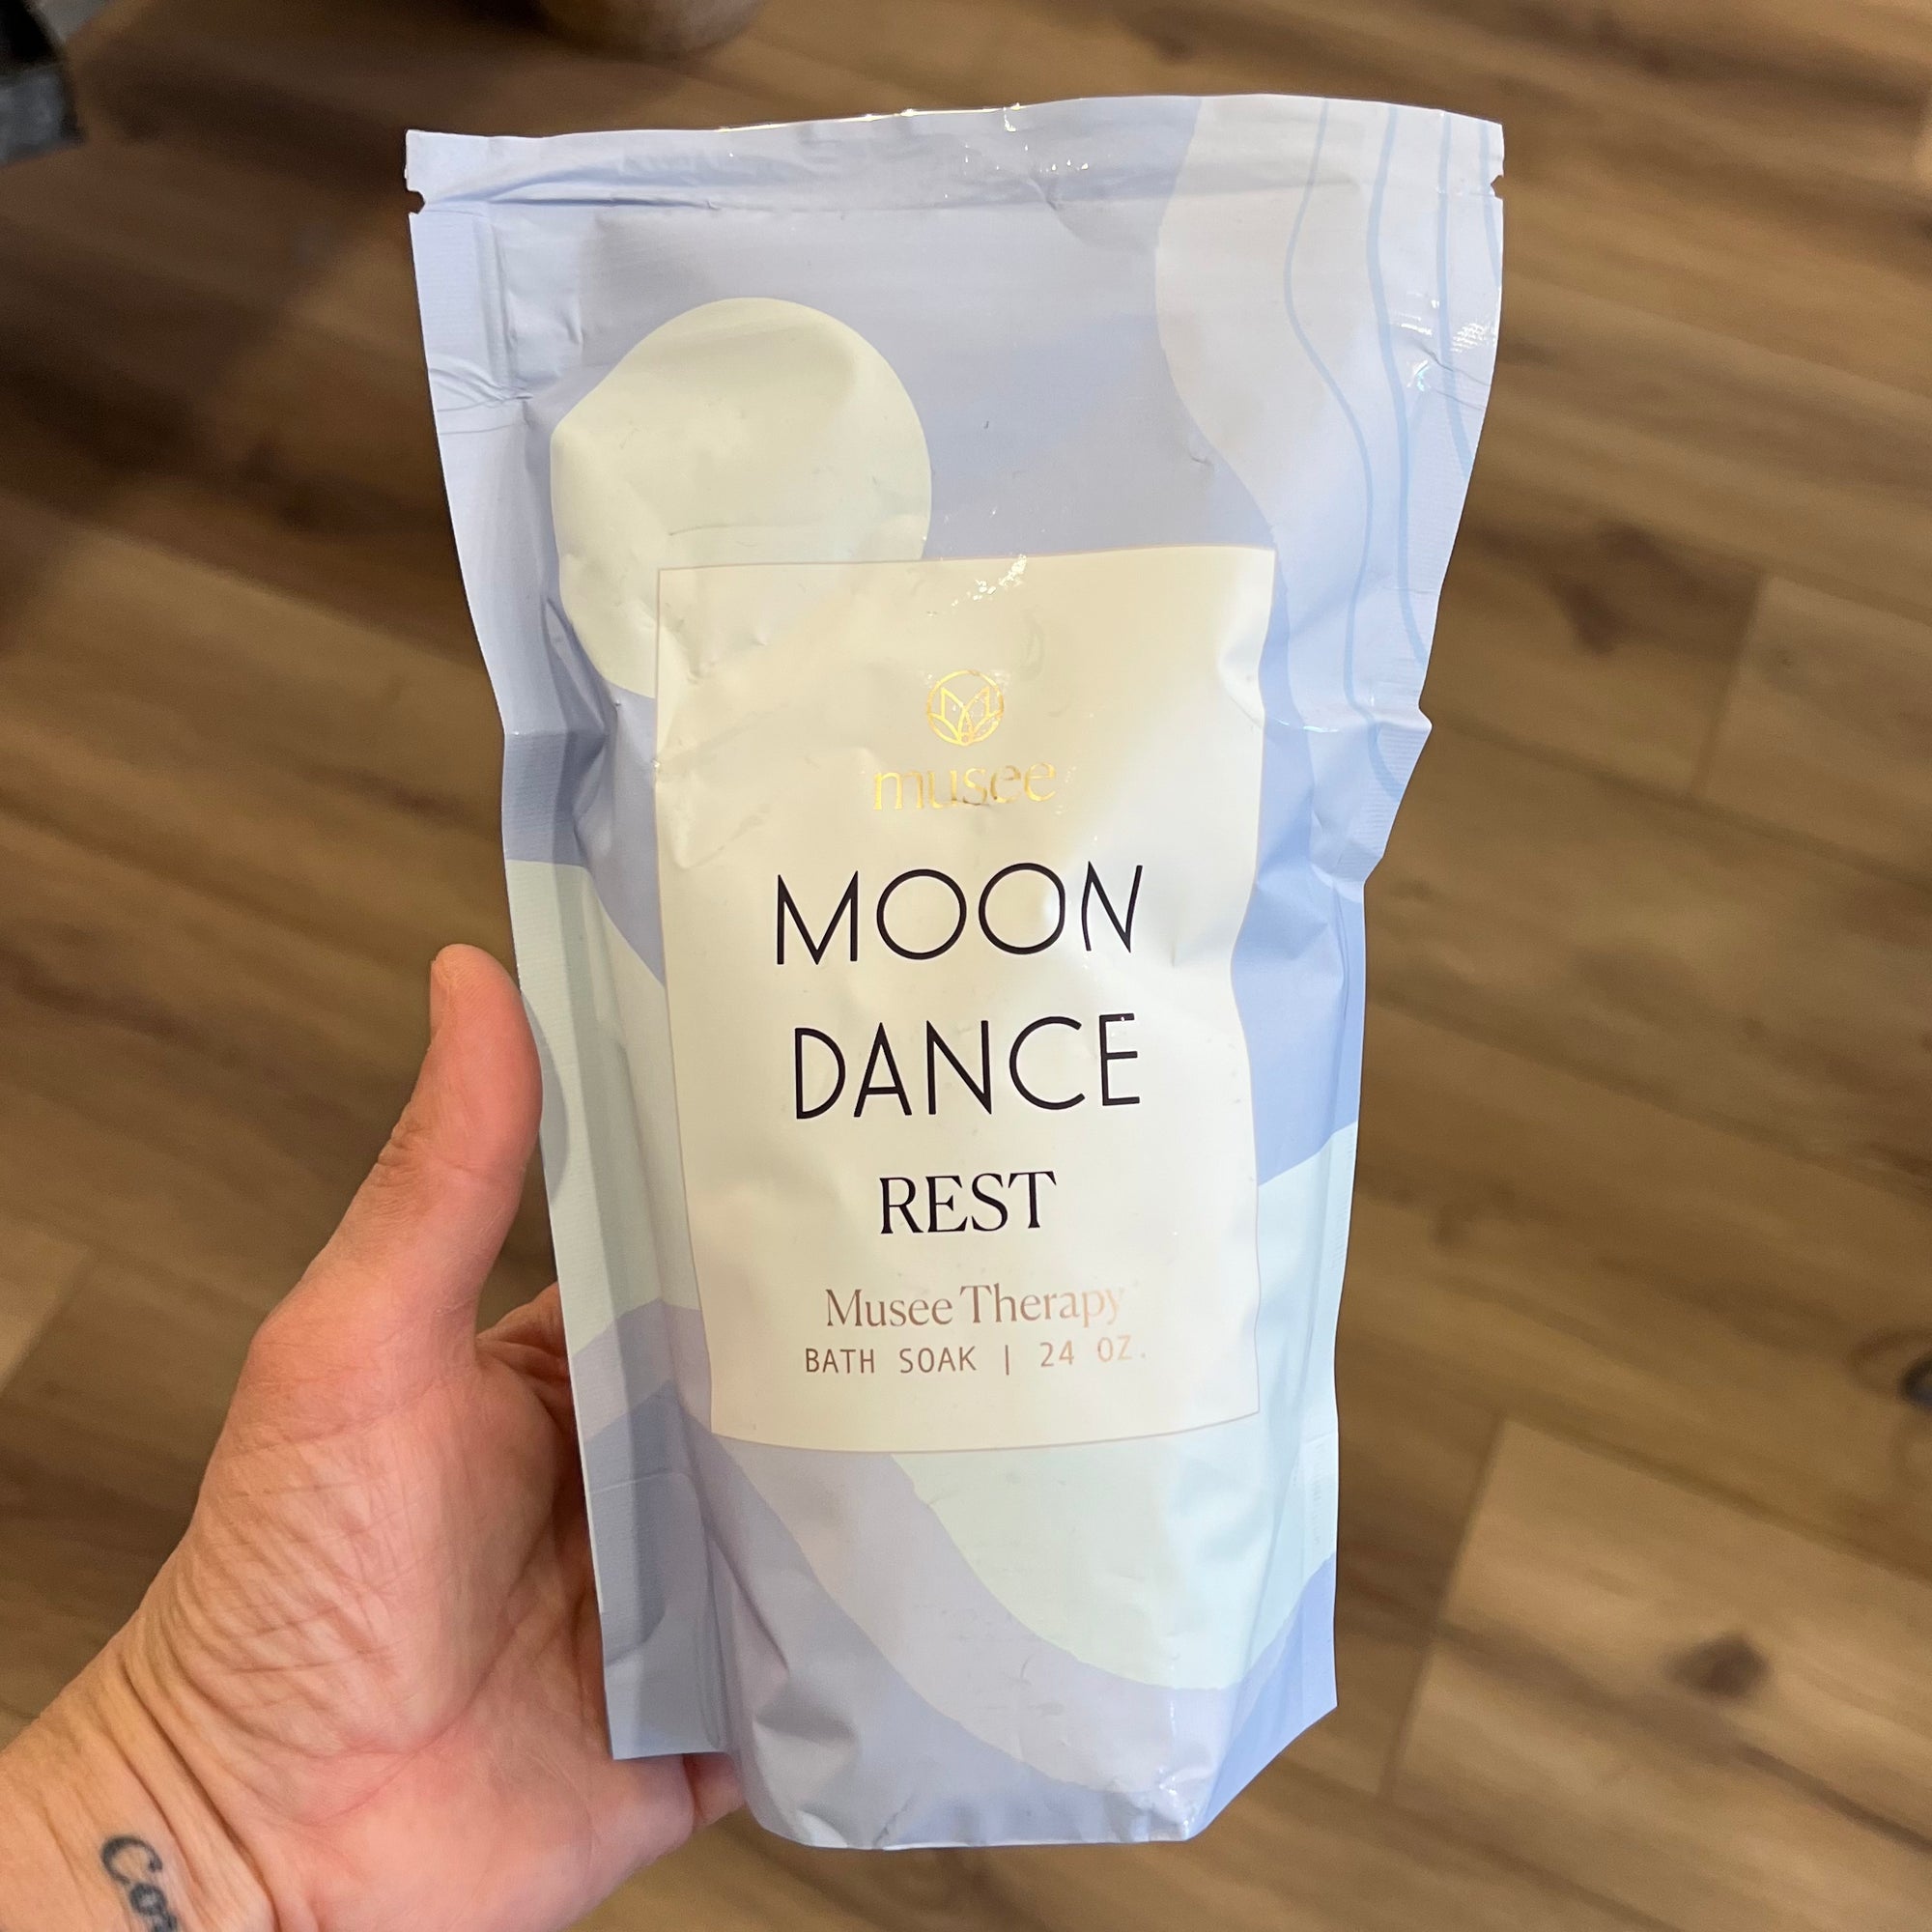 musee
MOON
DANCE
REST
Musee Therapy
BATH SOAK | 24 OZ.